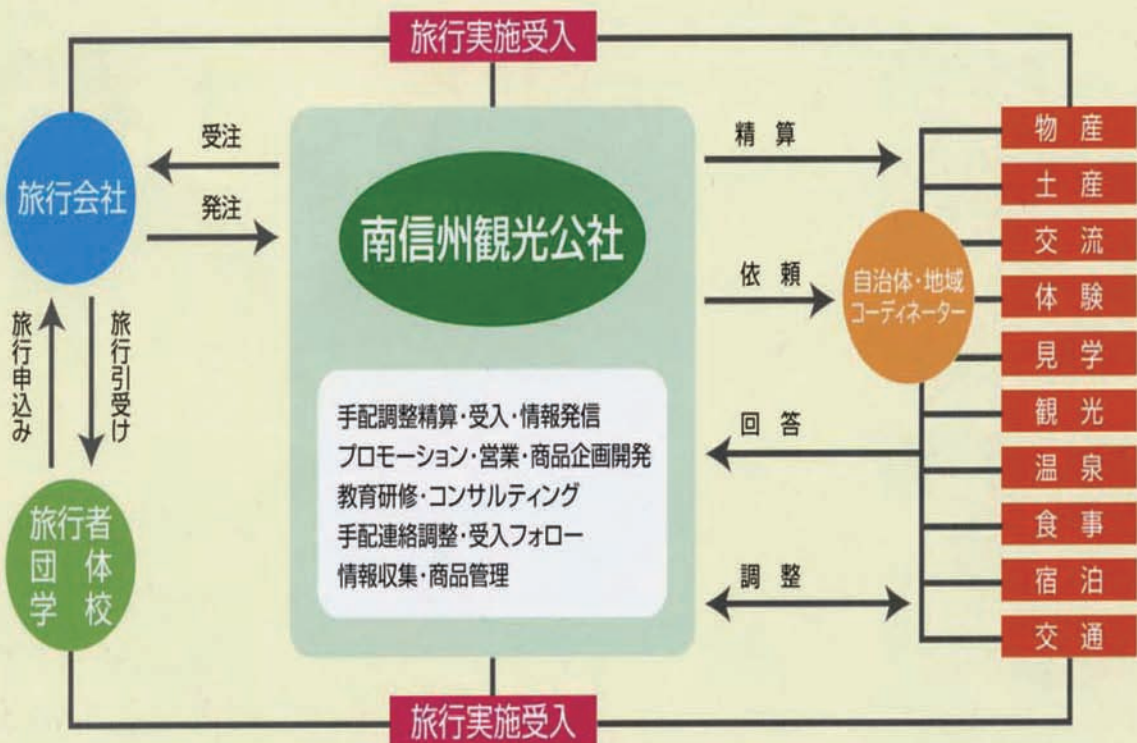 旅行実施受入
旅行会社
受注
発注
旅行申込み
旅行引受け
旅行者
団体
学校
南信州観光公社
手配調整精算・受入・情報発信
プロモーション・営業・商品企画開発
教育研修・コンサルティング
手配連絡調整・受入フォロー
情報収集・商品管理
精算
依頼
回答
調整
自治体・地域
コーディネーター
物産
土産
交流
体験
見学
観光
温泉
食事
宿泊
交通
旅行実施受入